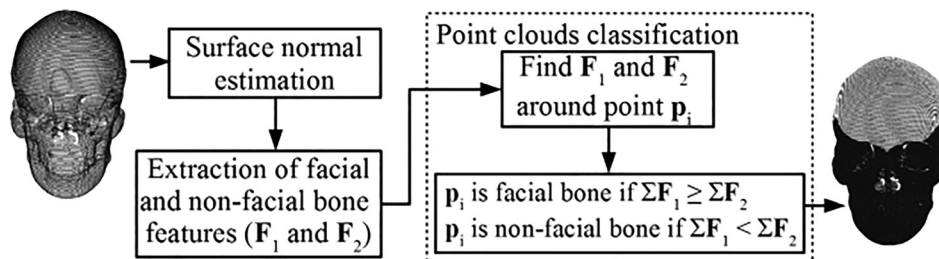 Surface normal
estimation
Extraction of facial
and non-facial bone
features (F₁ and F₂)
Point clouds classification
Find F₁ and F₂
around point pᵢ
pᵢ is facial bone if ΣF₁ ≥ ΣF₂
pᵢ is non-facial bone if ΣF₁ < ΣF₂